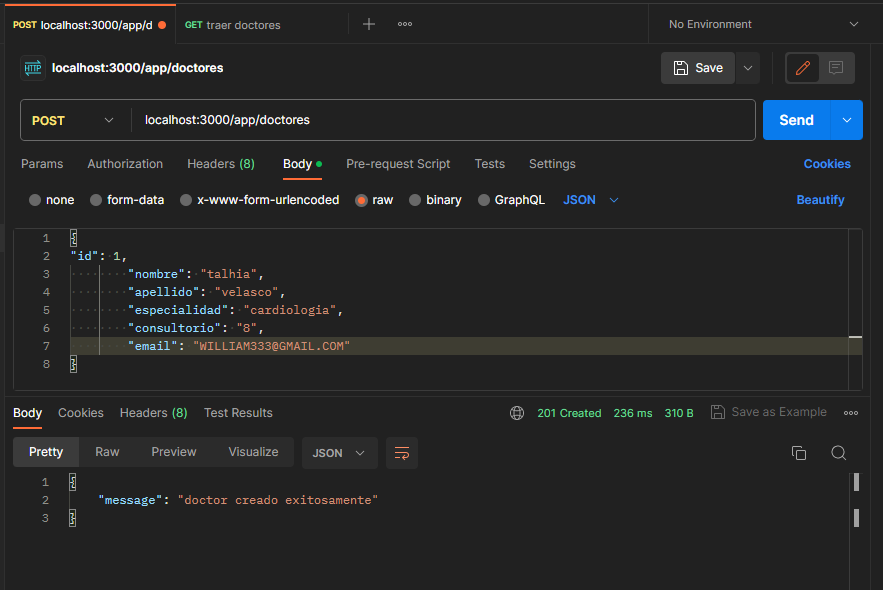 POST localhost:3000/app/d GET traer doctores No Environment
HTTP localhost:3000/app/doctores Save
POST localhost:3000/app/doctores Send
Params Authorization Headers (8) Body Pre-request Script Tests Settings Cookies
none form-data x-www-form-urlencoded raw binary GraphQL JSON Beautify
1 {
2 "id": 1,
3 "nombre": "talhia",
4 "apellido": "velasco",
5 "especialidad": "cardiologia",
6 "consultorio": "8",
7 "email": "WILLIAM333@GMAIL.COM"
8 }
Body Cookies Headers (8) Test Results 201 Created 236 ms 310 B Save as Example
Pretty Raw Preview Visualize JSON
1 {
2 "message": "doctor creado exitosamente"
3 }